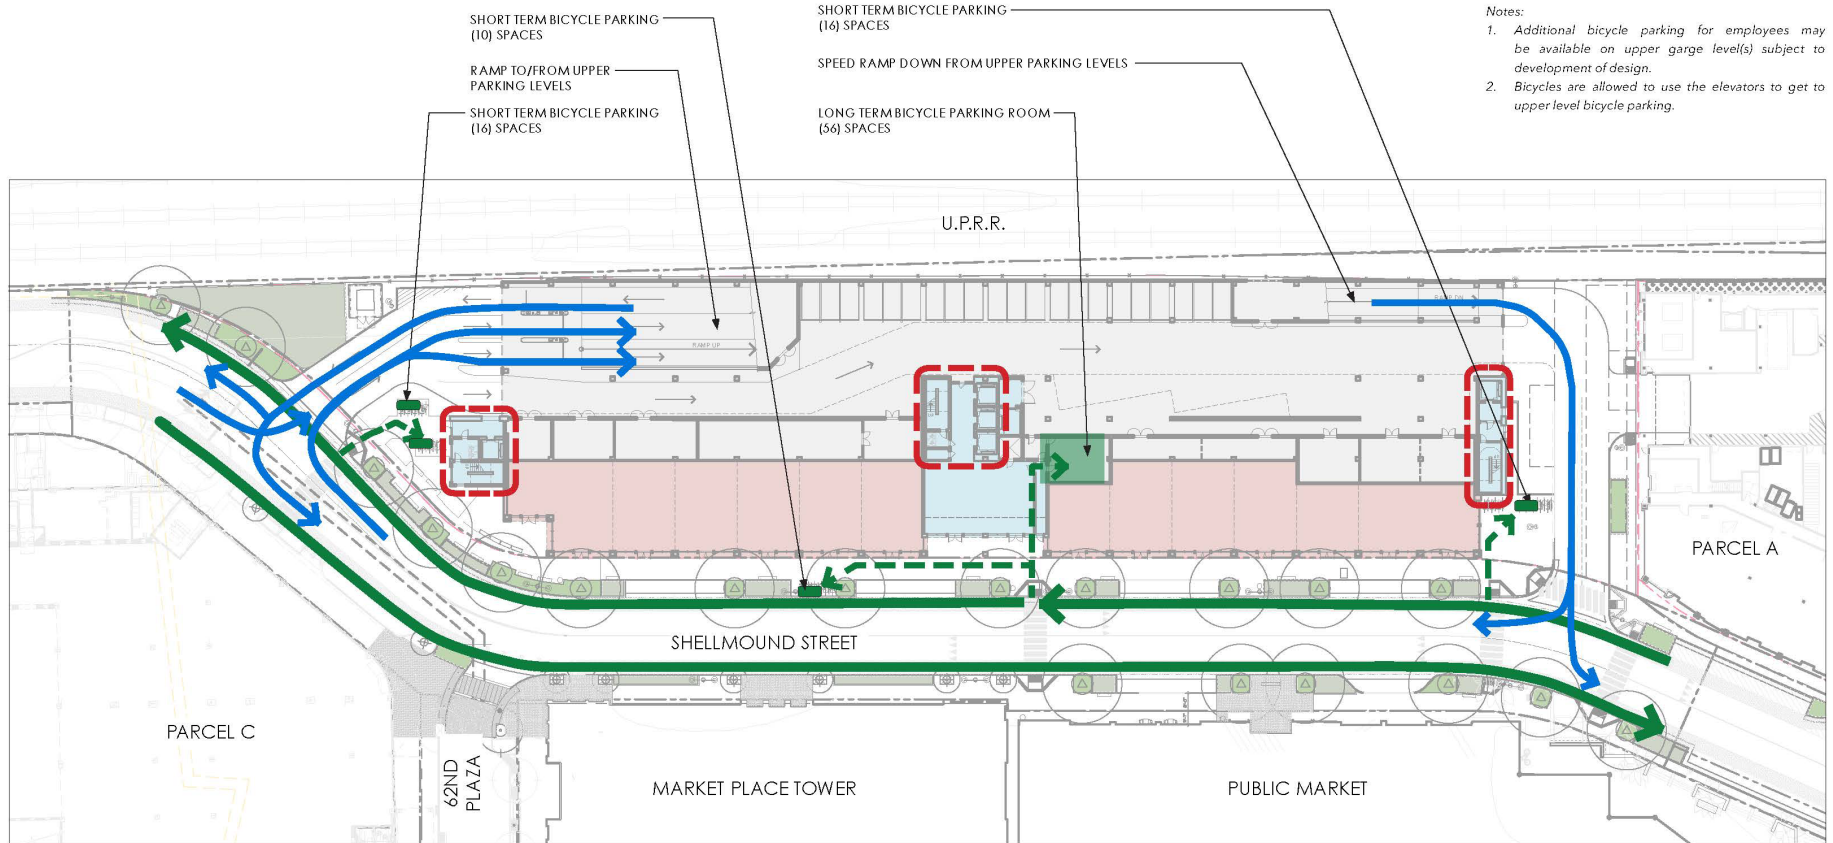 SHORT TERM BICYCLE PARKING
(10) SPACES
RAMP TO/FROM UPPER
PARKING LEVELS
SHORT TERM BICYCLE PARKING
(16) SPACES
SHORT TERM BICYCLE PARKING
(16) SPACES
SPEED RAMP DOWN FROM UPPER PARKING LEVELS
LONG TERM BICYCLE PARKING ROOM
(56) SPACES
Notes:
1. Additional bicycle parking for employees may
be available on upper garge level(s) subject to
development of design.
2. Bicycles are allowed to use the elevators to get to
upper level bicycle parking.
U.P.R.R.
RAMP DN
RAMP UP
PARCEL A
SHELLMOUND STREET
PARCEL C
62ND
PLAZA
MARKET PLACE TOWER
PUBLIC MARKET